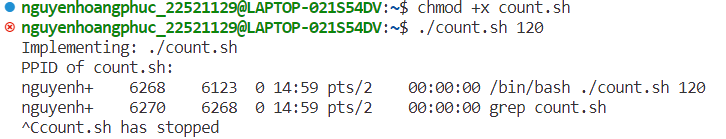 nguyenhoangphuc_22521129@LAPTOP-021S54DV:~$ chmod +x count.sh
nguyenhoangphuc_22521129@LAPTOP-021S54DV:~$ ./count.sh 120
Implementing: ./count.sh
PPID of count.sh:
nguyenh+    6268    6123  0 14:59 pts/2    00:00:00 /bin/bash ./count.sh 120
nguyenh+    6270    6268  0 14:59 pts/2    00:00:00 grep count.sh
^Ccount.sh has stopped